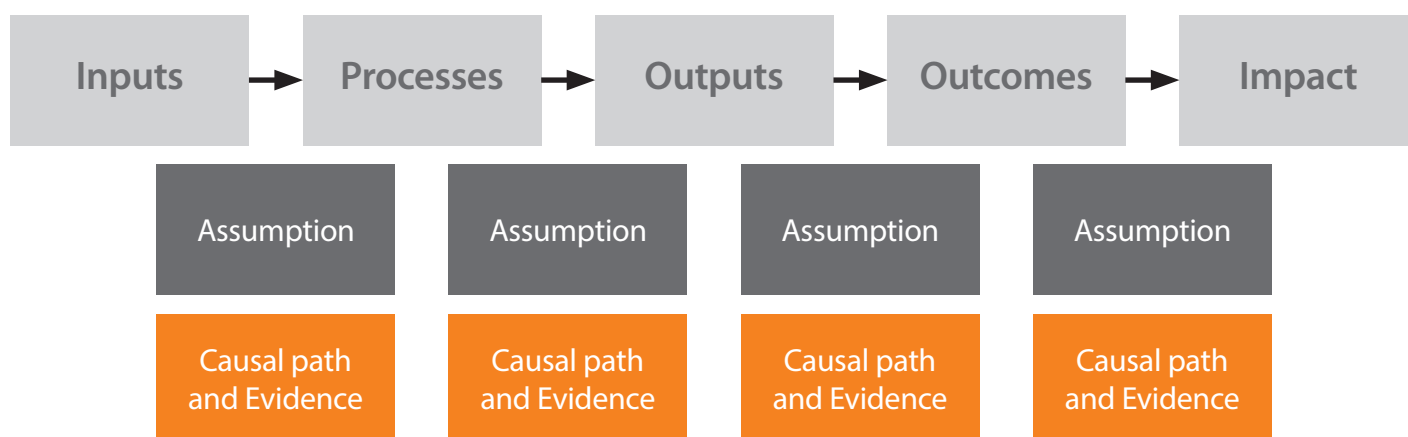 Inputs
Processes
Outputs
Outcomes
Impact
Assumption
Assumption
Assumption
Assumption
Causal path
and Evidence
Causal path
and Evidence
Causal path
and Evidence
Causal path
and Evidence